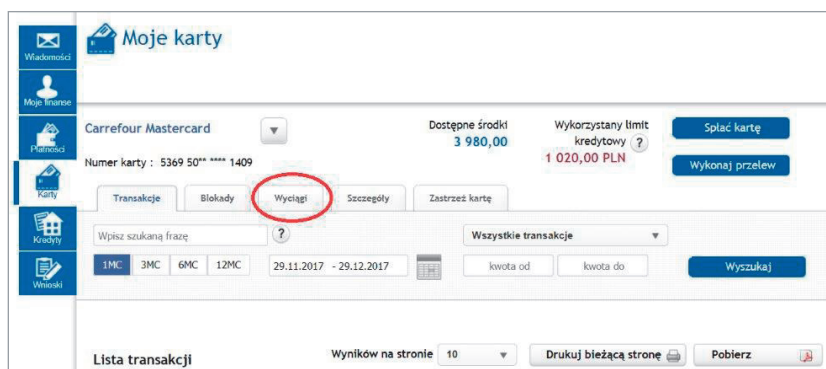 Moje karty
Wiadomości
Moje finanse
Płatności
Karty
Kredyty
Wnioski
Carrefour Mastercard
Dostępne środki
3 980,00
Wykorzystany limit
kredytowy ?
1 020,00 PLN
Spłać kartę
Wykonaj przelew
Numer karty : 5369 50** **** 1409
Transakcje Blokady Wyciągi Szczegóły Zastrzeż kartę
Wpisz szukaną frazę ? Wszystkie transakcje
1MC 3MC 6MC 12MC 29.11.2017 - 29.12.2017 kwota od kwota do Wyszukaj
Lista transakcji Wyników na stronie 10 Drukuj bieżącą stronę Pobierz